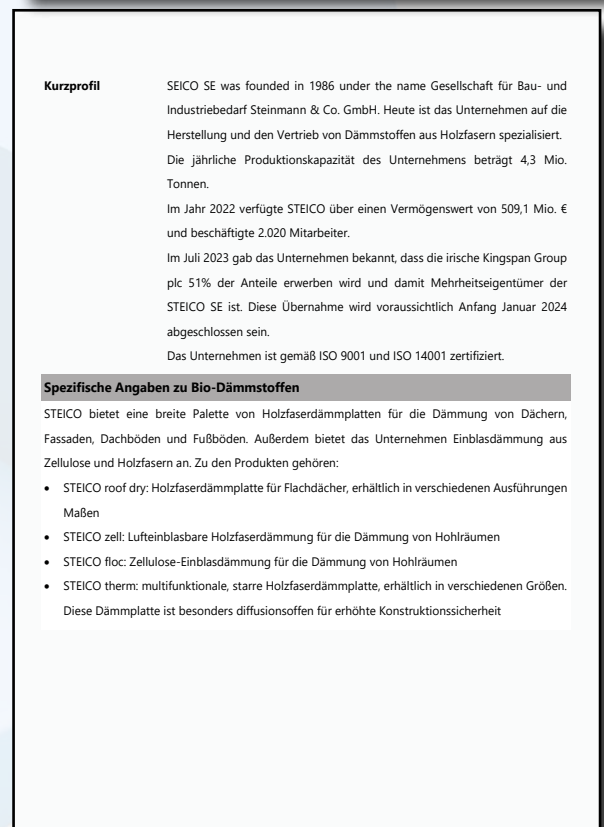 Kurzprofil SEICO SE was founded in 1986 under the name Gesellschaft für Bau- und
Industriebedarf Steinmann & Co. GmbH. Heute ist das Unternehmen auf die
Herstellung und den Vertrieb von Dämmstoffen aus Holzfasern spezialisiert.
Die jährliche Produktionskapazität des Unternehmens beträgt 4,3 Mio.
Tonnen.
Im Jahr 2022 verfügte STEICO über einen Vermögenswert von 509,1 Mio. €
und beschäftigte 2.020 Mitarbeiter.
Im Juli 2023 gab das Unternehmen bekannt, dass die irische Kingspan Group
plc 51% der Anteile erwerben wird und damit Mehrheitseigentümer der
STEICO SE ist. Diese Übernahme wird voraussichtlich Anfang Januar 2024
abgeschlossen sein.
Das Unternehmen ist gemäß ISO 9001 und ISO 14001 zertifiziert.
Spezifische Angaben zu Bio-Dämmstoffen
STEICO bietet eine breite Palette von Holzfaserdämmplatten für die Dämmung von Dächern,
Fassaden, Dachböden und Fußböden. Außerdem bietet das Unternehmen Einblasdämmung aus
Zellulose und Holzfasern an. Zu den Produkten gehören:
• STEICO roof dry: Holzfaserdämmplatte für Flachdächer, erhältlich in verschiedenen Ausführungen
Maßen
• STEICO zell: Lufteinblasbare Holzfaserdämmung für die Dämmung von Hohlräumen
• STEICO floc: Zellulose-Einblasdämmung für die Dämmung von Hohlräumen
• STEICO therm: multifunktionale, starre Holzfaserdämmplatte, erhältlich in verschiedenen Größen.
Diese Dämmplatte ist besonders diffusionsoffen für erhöhte Konstruktionssicherheit